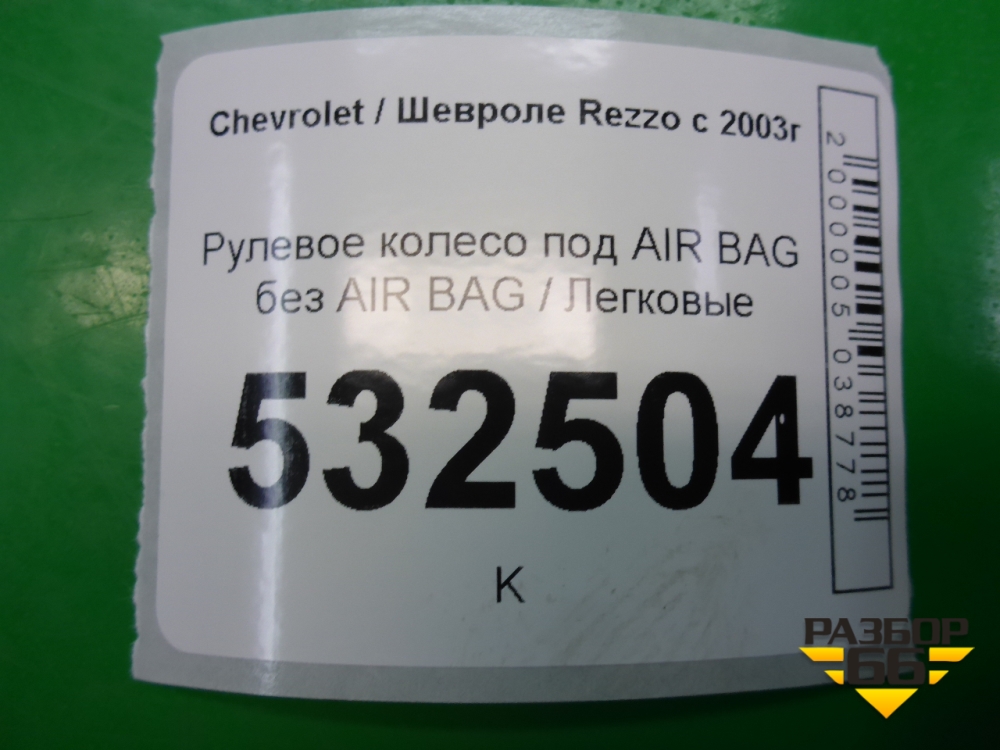 Chevrolet / Шевроле Rezzo с 2003г
Рулевое колесо под AIR BAG
без AIR BAG / Легковые
532504
К
2000005038778
РАЗБОР
66